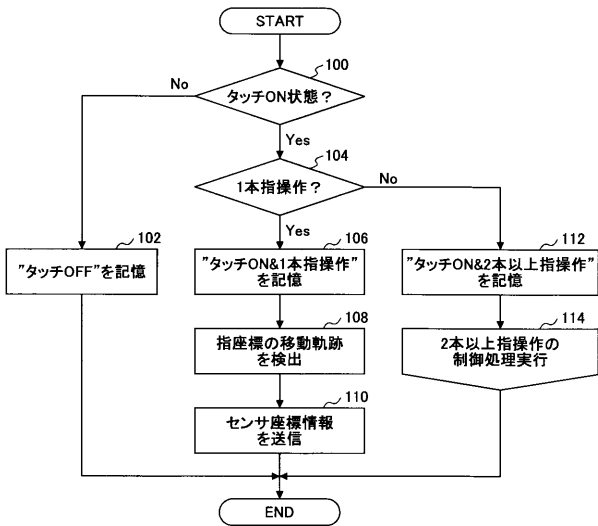 START
100
タッチON状態？
No
Yes
104
1本指操作？
No
Yes
102
”タッチOFF”を記憶
106
”タッチON&1本指操作”
を記憶
112
”タッチON&2本以上指操作”
を記憶
108
指座標の移動軌跡
を検出
114
2本以上指操作の
制御処理実行
110
センサ座標情報
を送信
END